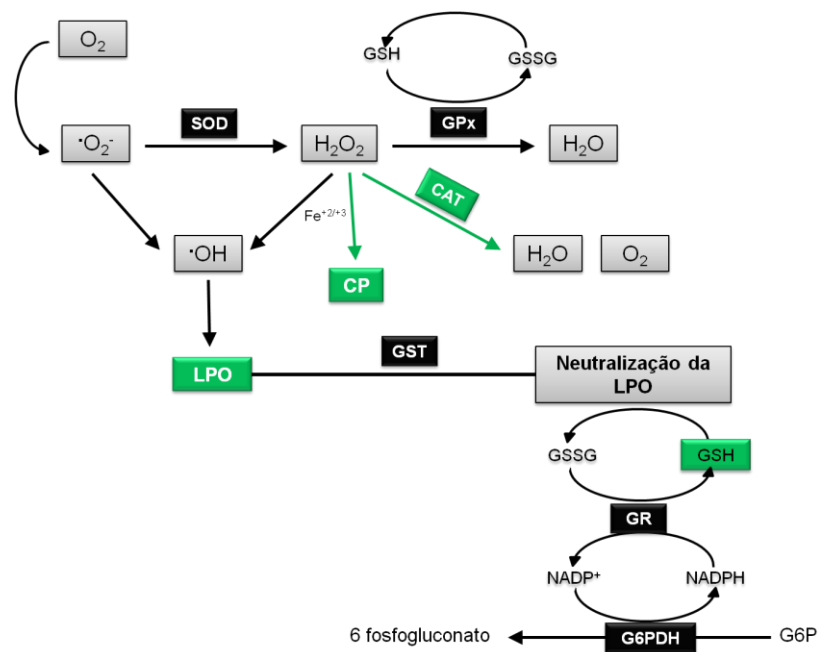 O₂
GSH
GSSG
SOD
GPx
·O₂⁻
H₂O₂
H₂O
CAT
Fe⁺²/⁺³
·OH
H₂O
O₂
CP
GST
LPO
Neutralização da
LPO
GSSG
GSH
GR
NADP⁺
NADPH
6 fosfogluconato
G6PDH
G6P